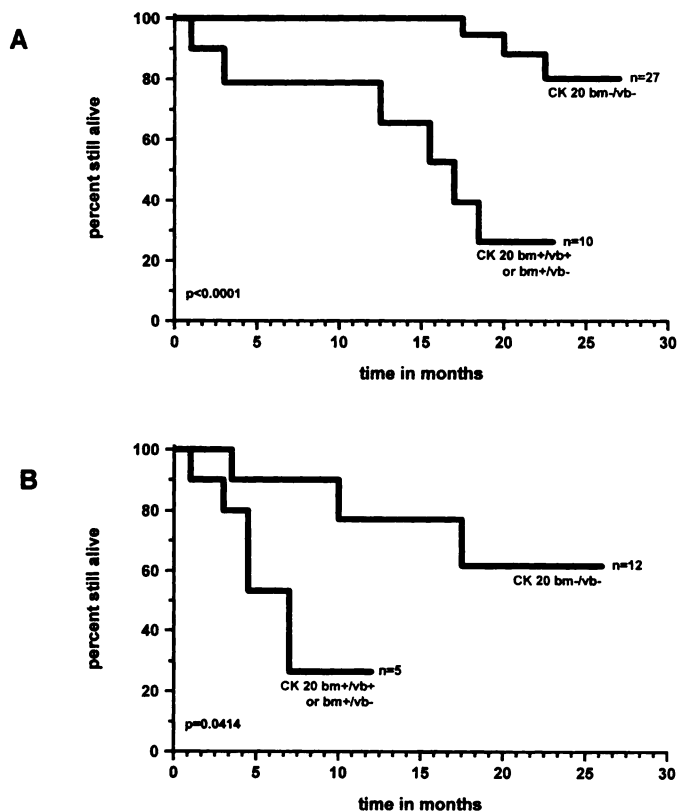 A
percent still alive
100
80
60
40
20
0
n=27
CK 20 bm-/vb-
n=10
CK 20 bm+/vb+
or bm+/vb-
p<0.0001
0 5 10 15 20 25 30
time in months
B
percent still alive
100
80
60
40
20
0
n=12
CK 20 bm-/vb-
n=5
CK 20 bm+/vb+
or bm+/vb-
p=0.0414
0 5 10 15 20 25 30
time in months